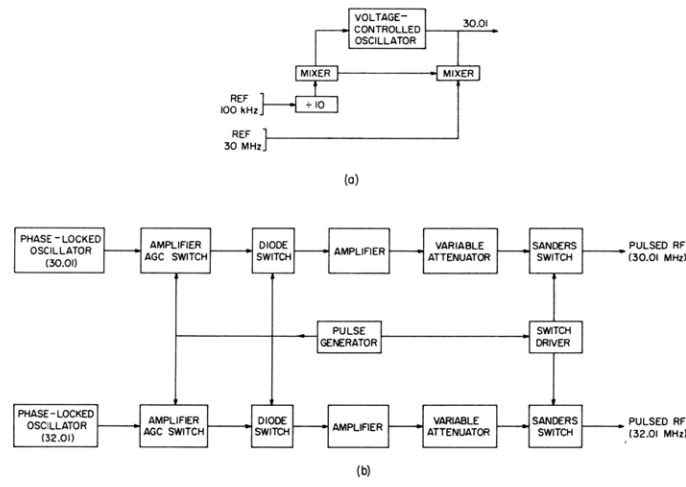 VOLTAGE-
CONTROLLED
OSCILLATOR
30.01
MIXER
MIXER
REF
100 kHz
÷ 10
REF
30 MHz
(a)
PHASE-LOCKED
OSCILLATOR
(30.01)
AMPLIFIER
AGC SWITCH
DIODE
SWITCH
AMPLIFIER
VARIABLE
ATTENUATOR
SANDERS
SWITCH
PULSED RF
(30.01 MHz)
PULSE
GENERATOR
SWITCH
DRIVER
PHASE-LOCKED
OSCILLATOR
(32.01)
AMPLIFIER
AGC SWITCH
DIODE
SWITCH
AMPLIFIER
VARIABLE
ATTENUATOR
SANDERS
SWITCH
PULSED RF
(32.01 MHz)
(b)